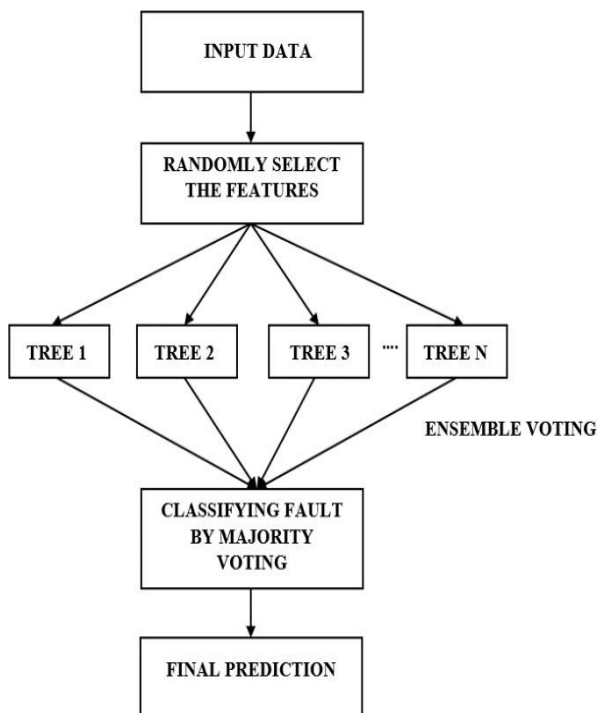 INPUT DATA
RANDOMLY SELECT
THE FEATURES
TREE 1
TREE 2
TREE 3
....
TREE N
ENSEMBLE VOTING
CLASSIFYING FAULT
BY MAJORITY
VOTING
FINAL PREDICTION